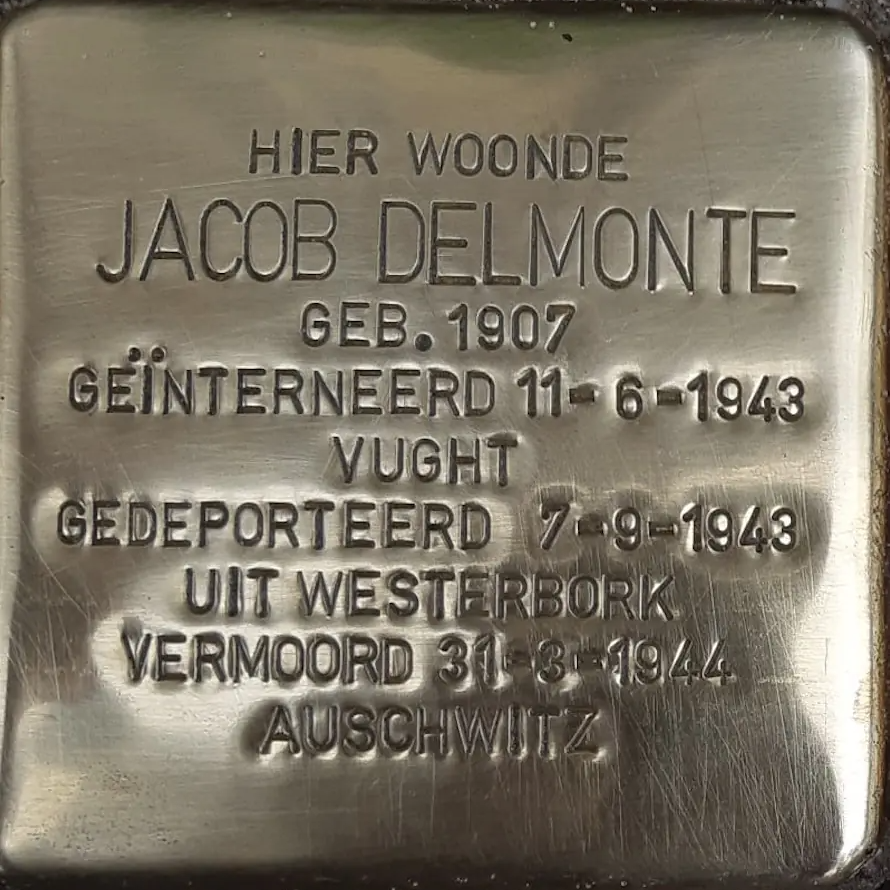 HIER WOONDE
JACOB DELMONTE
GEB. 1907
GEÏNTERNEERD 11-6-1943
VUGHT
GEDEPORTEERD 7-9-1943
UIT WESTERBORK
VERMOORD 31-3-1944
AUSCHWITZ